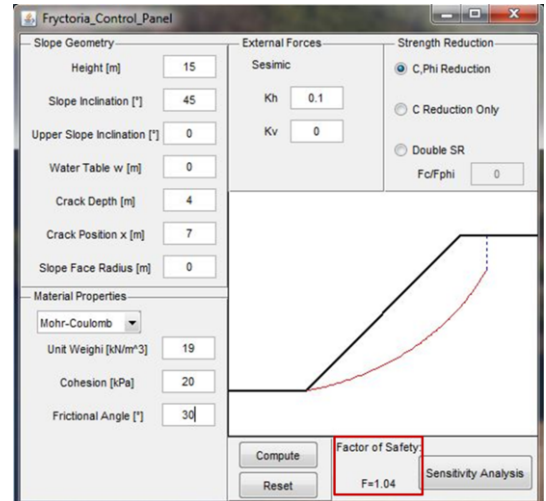 Fryctoria_Control_Panel
Slope Geometry
Height [m] 15
Slope Inclination [°] 45
Upper Slope Inclination [°] 0
Water Table w [m] 0
Crack Depth [m] 4
Crack Position x [m] 7
Slope Face Radius [m] 0
Material Properties
Mohr-Coulomb
Unit Weighi [kN/m^3] 19
Cohesion [kPa] 20
Frictional Angle [°] 30
External Forces
Sesimic
Kh 0.1
Kv 0
Strength Reduction
C,Phi Reduction
C Reduction Only
Double SR
Fc/Fphi 0
Compute
Reset
Factor of Safety:
F=1.04
Sensitivity Analysis